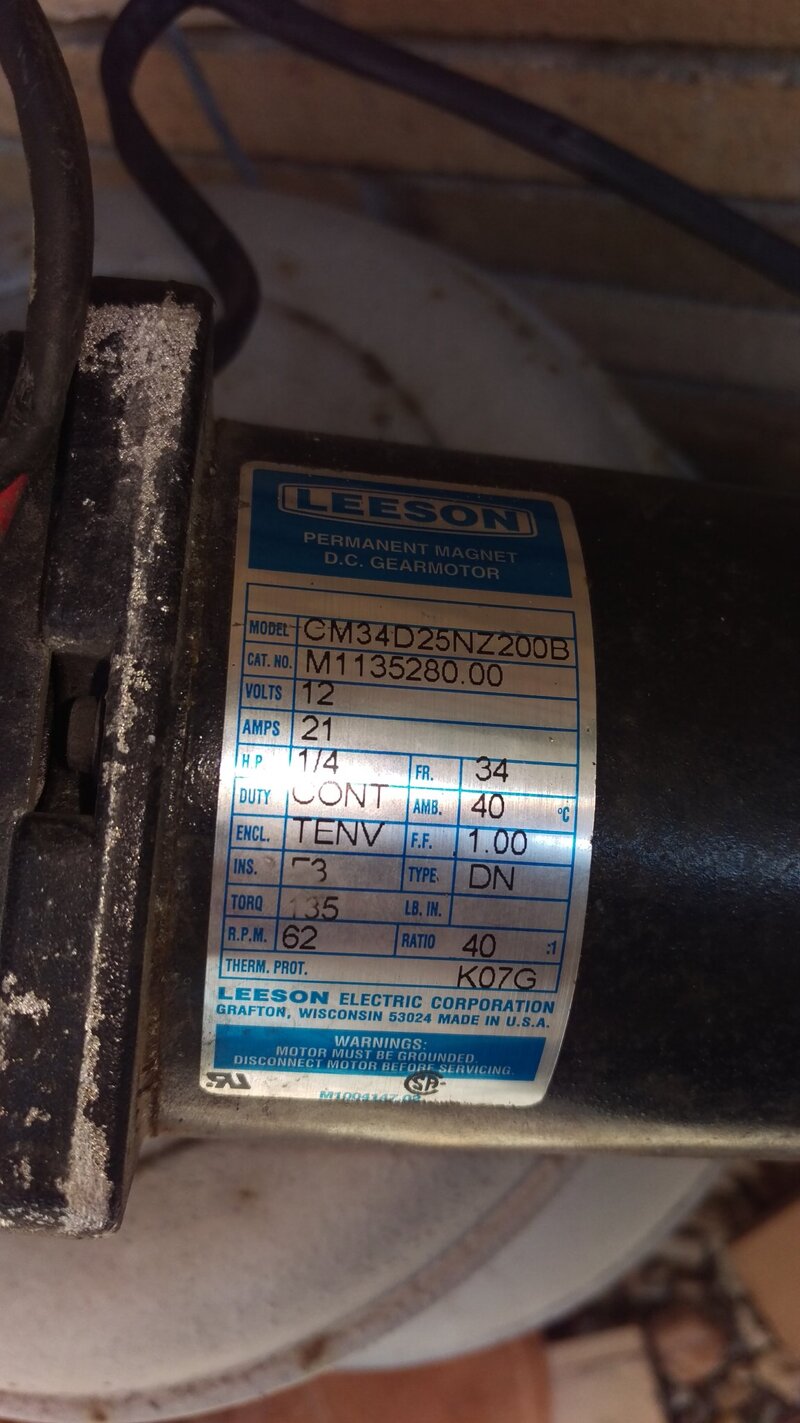 LEESON
PERMANENT MAGNET
D.C. GEARMOTOR
MODEL CM34D25NZ200B
CAT. NO. M1135280.00
VOLTS 12
AMPS 21
H.P. 1/4 FR. 34
DUTY CONT AMB. 40 °C
ENCL. TENV F.F. 1.00
INS. TYPE DN
TORQ 135 LB. IN.
R.P.M. 62 RATIO 40 :1
THERM. PROT. K07G
LEESON ELECTRIC CORPORATION
GRAFTON, WISCONSIN 53024 MADE IN U.S.A.
WARNINGS:
MOTOR MUST BE GROUNDED.
DISCONNECT MOTOR BEFORE SERVICING.